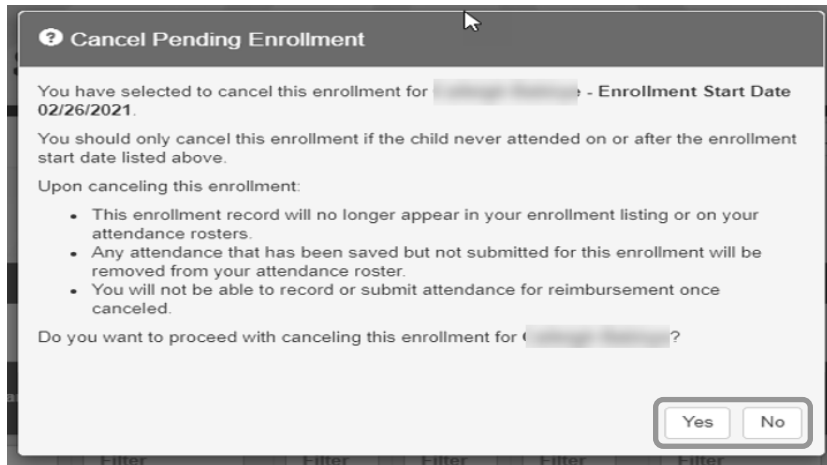 Cancel Pending Enrollment
You have selected to cancel this enrollment for - Enrollment Start Date
02/26/2021.
You should only cancel this enrollment if the child never attended on or after the enrollment
start date listed above.
Upon canceling this enrollment:
• This enrollment record will no longer appear in your enrollment listing or on your
attendance rosters.
• Any attendance that has been saved but not submitted for this enrollment will be
removed from your attendance roster.
• You will not be able to record or submit attendance for reimbursement once
canceled.
Do you want to proceed with canceling this enrollment for ?
Yes No
Filter Filter Filter Filter Filter